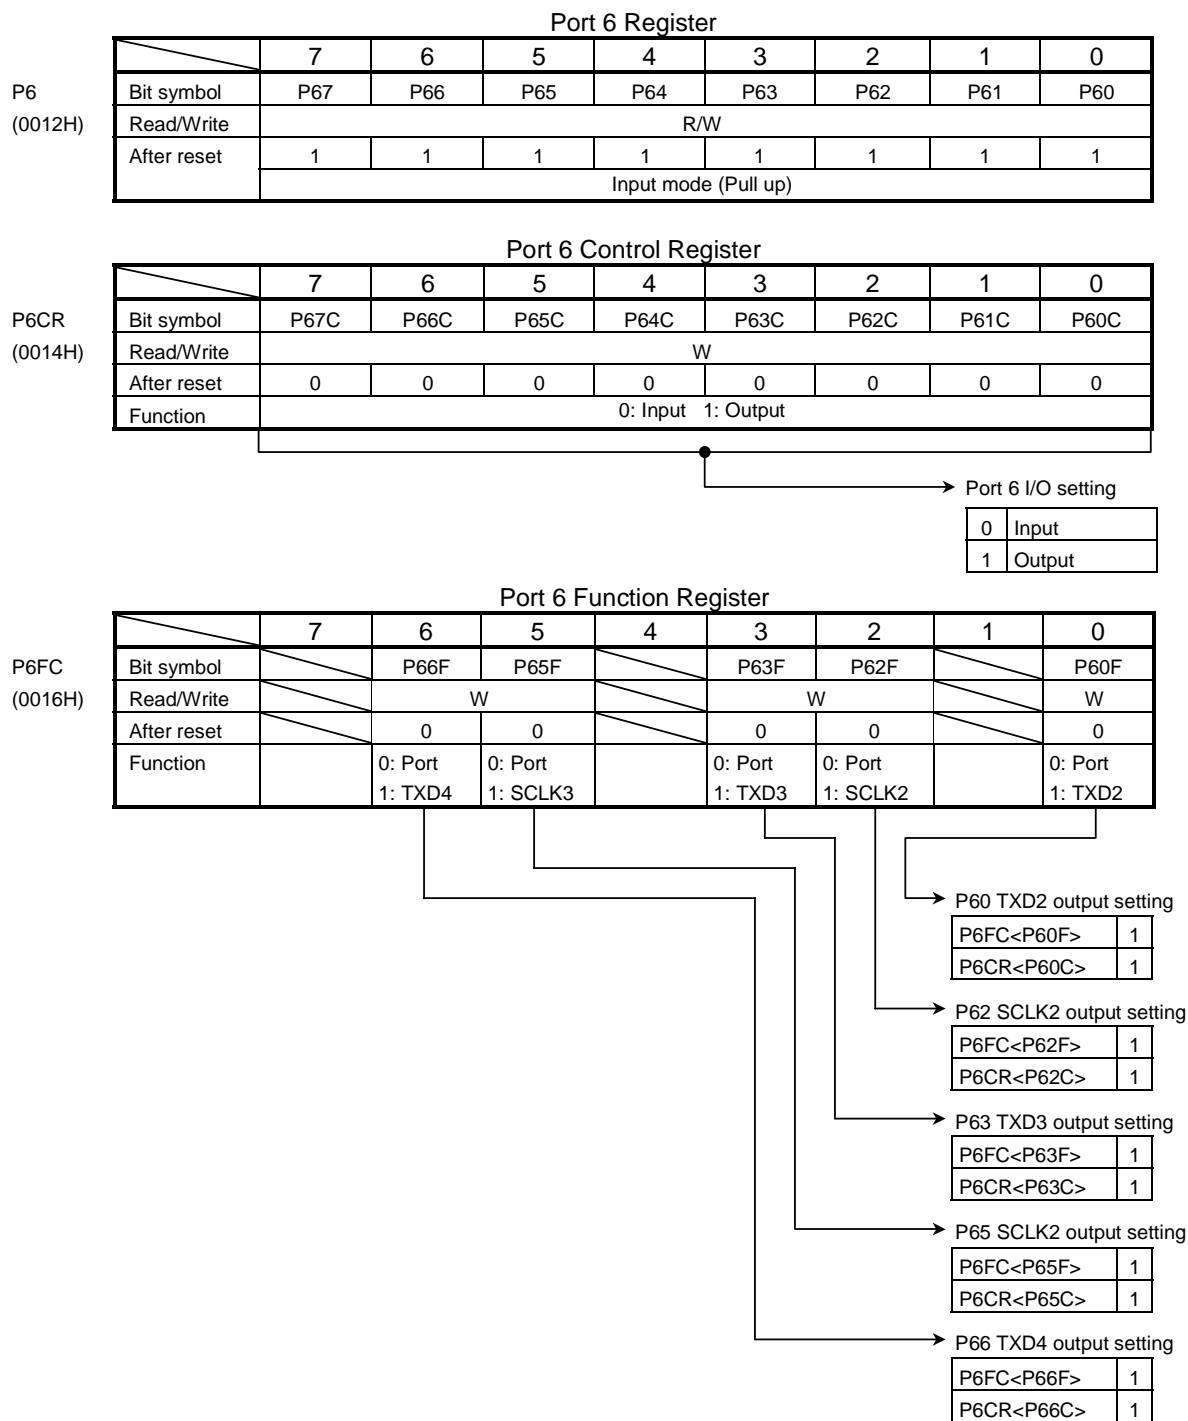 Port 6 Register
7 6 5 4 3 2 1 0
P6 Bit symbol P67 P66 P65 P64 P63 P62 P61 P60
(0012H) Read/Write R/W
After reset 1 1 1 1 1 1 1 1
Input mode (Pull up)
Port 6 Control Register
7 6 5 4 3 2 1 0
P6CR Bit symbol P67C P66C P65C P64C P63C P62C P61C P60C
(0014H) Read/Write W
After reset 0 0 0 0 0 0 0 0
Function 0: Input 1: Output
Port 6 I/O setting
0 Input
1 Output
Port 6 Function Register
7 6 5 4 3 2 1 0
P6FC Bit symbol P66F P65F P63F P62F P60F
(0016H) Read/Write W W W
After reset 0 0 0 0 0
Function 0: Port 0: Port 0: Port 0: Port 0: Port
1: TXD4 1: SCLK3 1: TXD3 1: SCLK2 1: TXD2
P60 TXD2 output setting
P6FC<P60F> 1
P6CR<P60C> 1
P62 SCLK2 output setting
P6FC<P62F> 1
P6CR<P62C> 1
P63 TXD3 output setting
P6FC<P63F> 1
P6CR<P63C> 1
P65 SCLK2 output setting
P6FC<P65F> 1
P6CR<P65C> 1
P66 TXD4 output setting
P6FC<P66F> 1
P6CR<P66C> 1